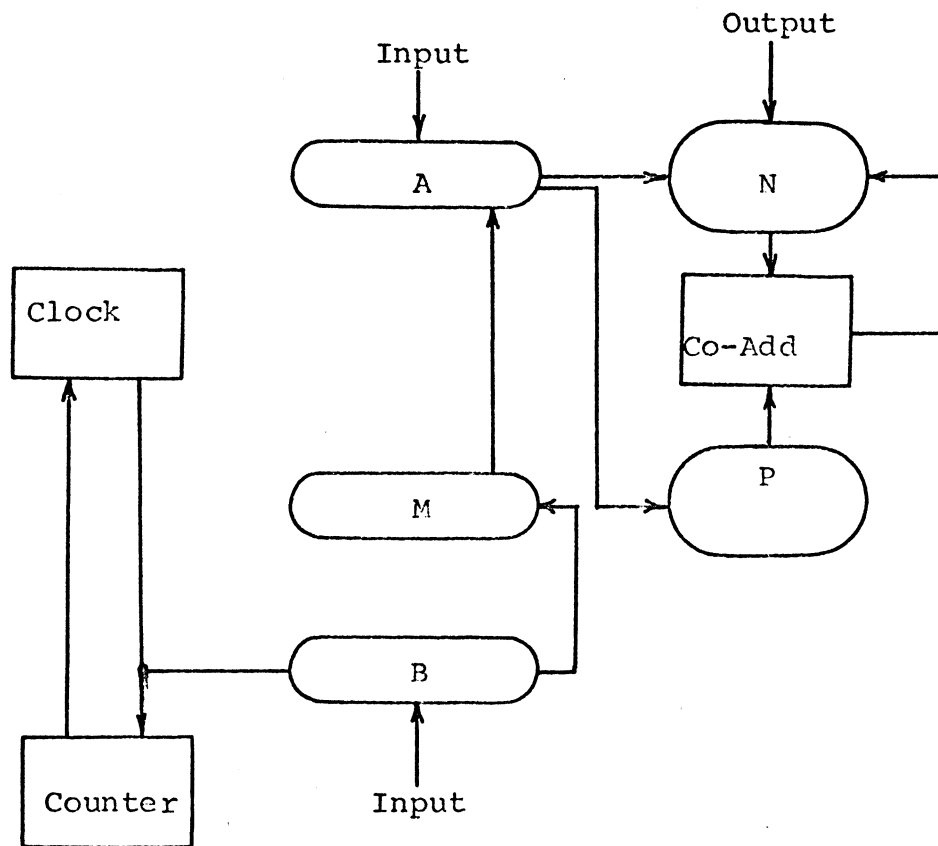 Output
Input
A
N
Clock
Co-Add
P
M
B
Counter
Input